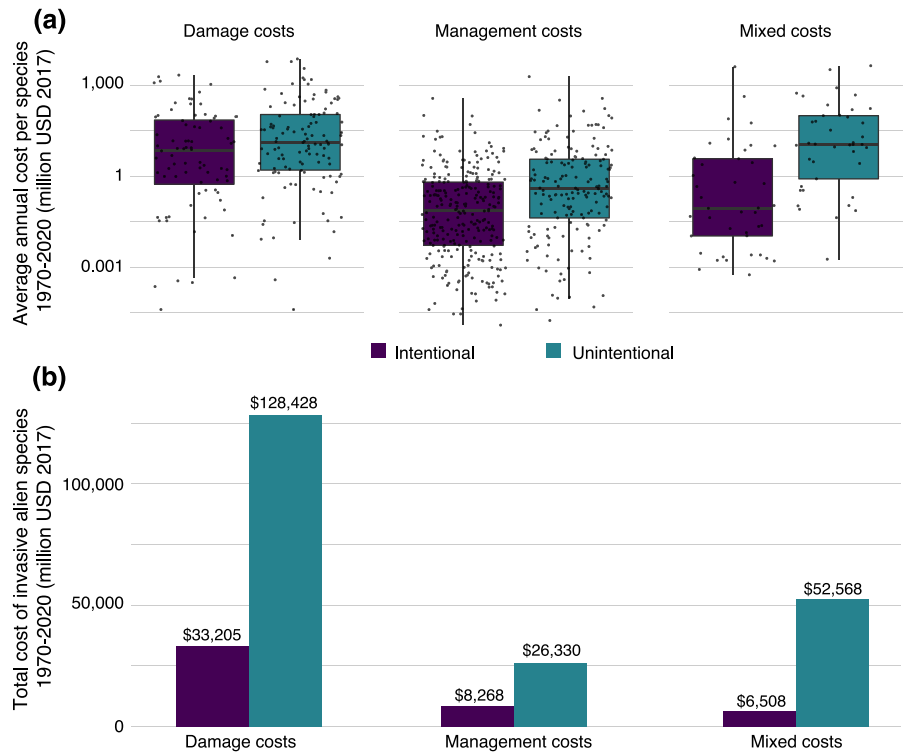 (a)
Damage costs
Management costs
Mixed costs
Average annual cost per species
1970-2020 (million USD 2017)
1,000
1
0.001
Intentional
Unintentional
(b)
Total cost of invasive alien species
1970-2020 (million USD 2017)
100,000
50,000
0
$128,428
$33,205
$8,268
$26,330
$52,568
$6,508
Damage costs
Management costs
Mixed costs